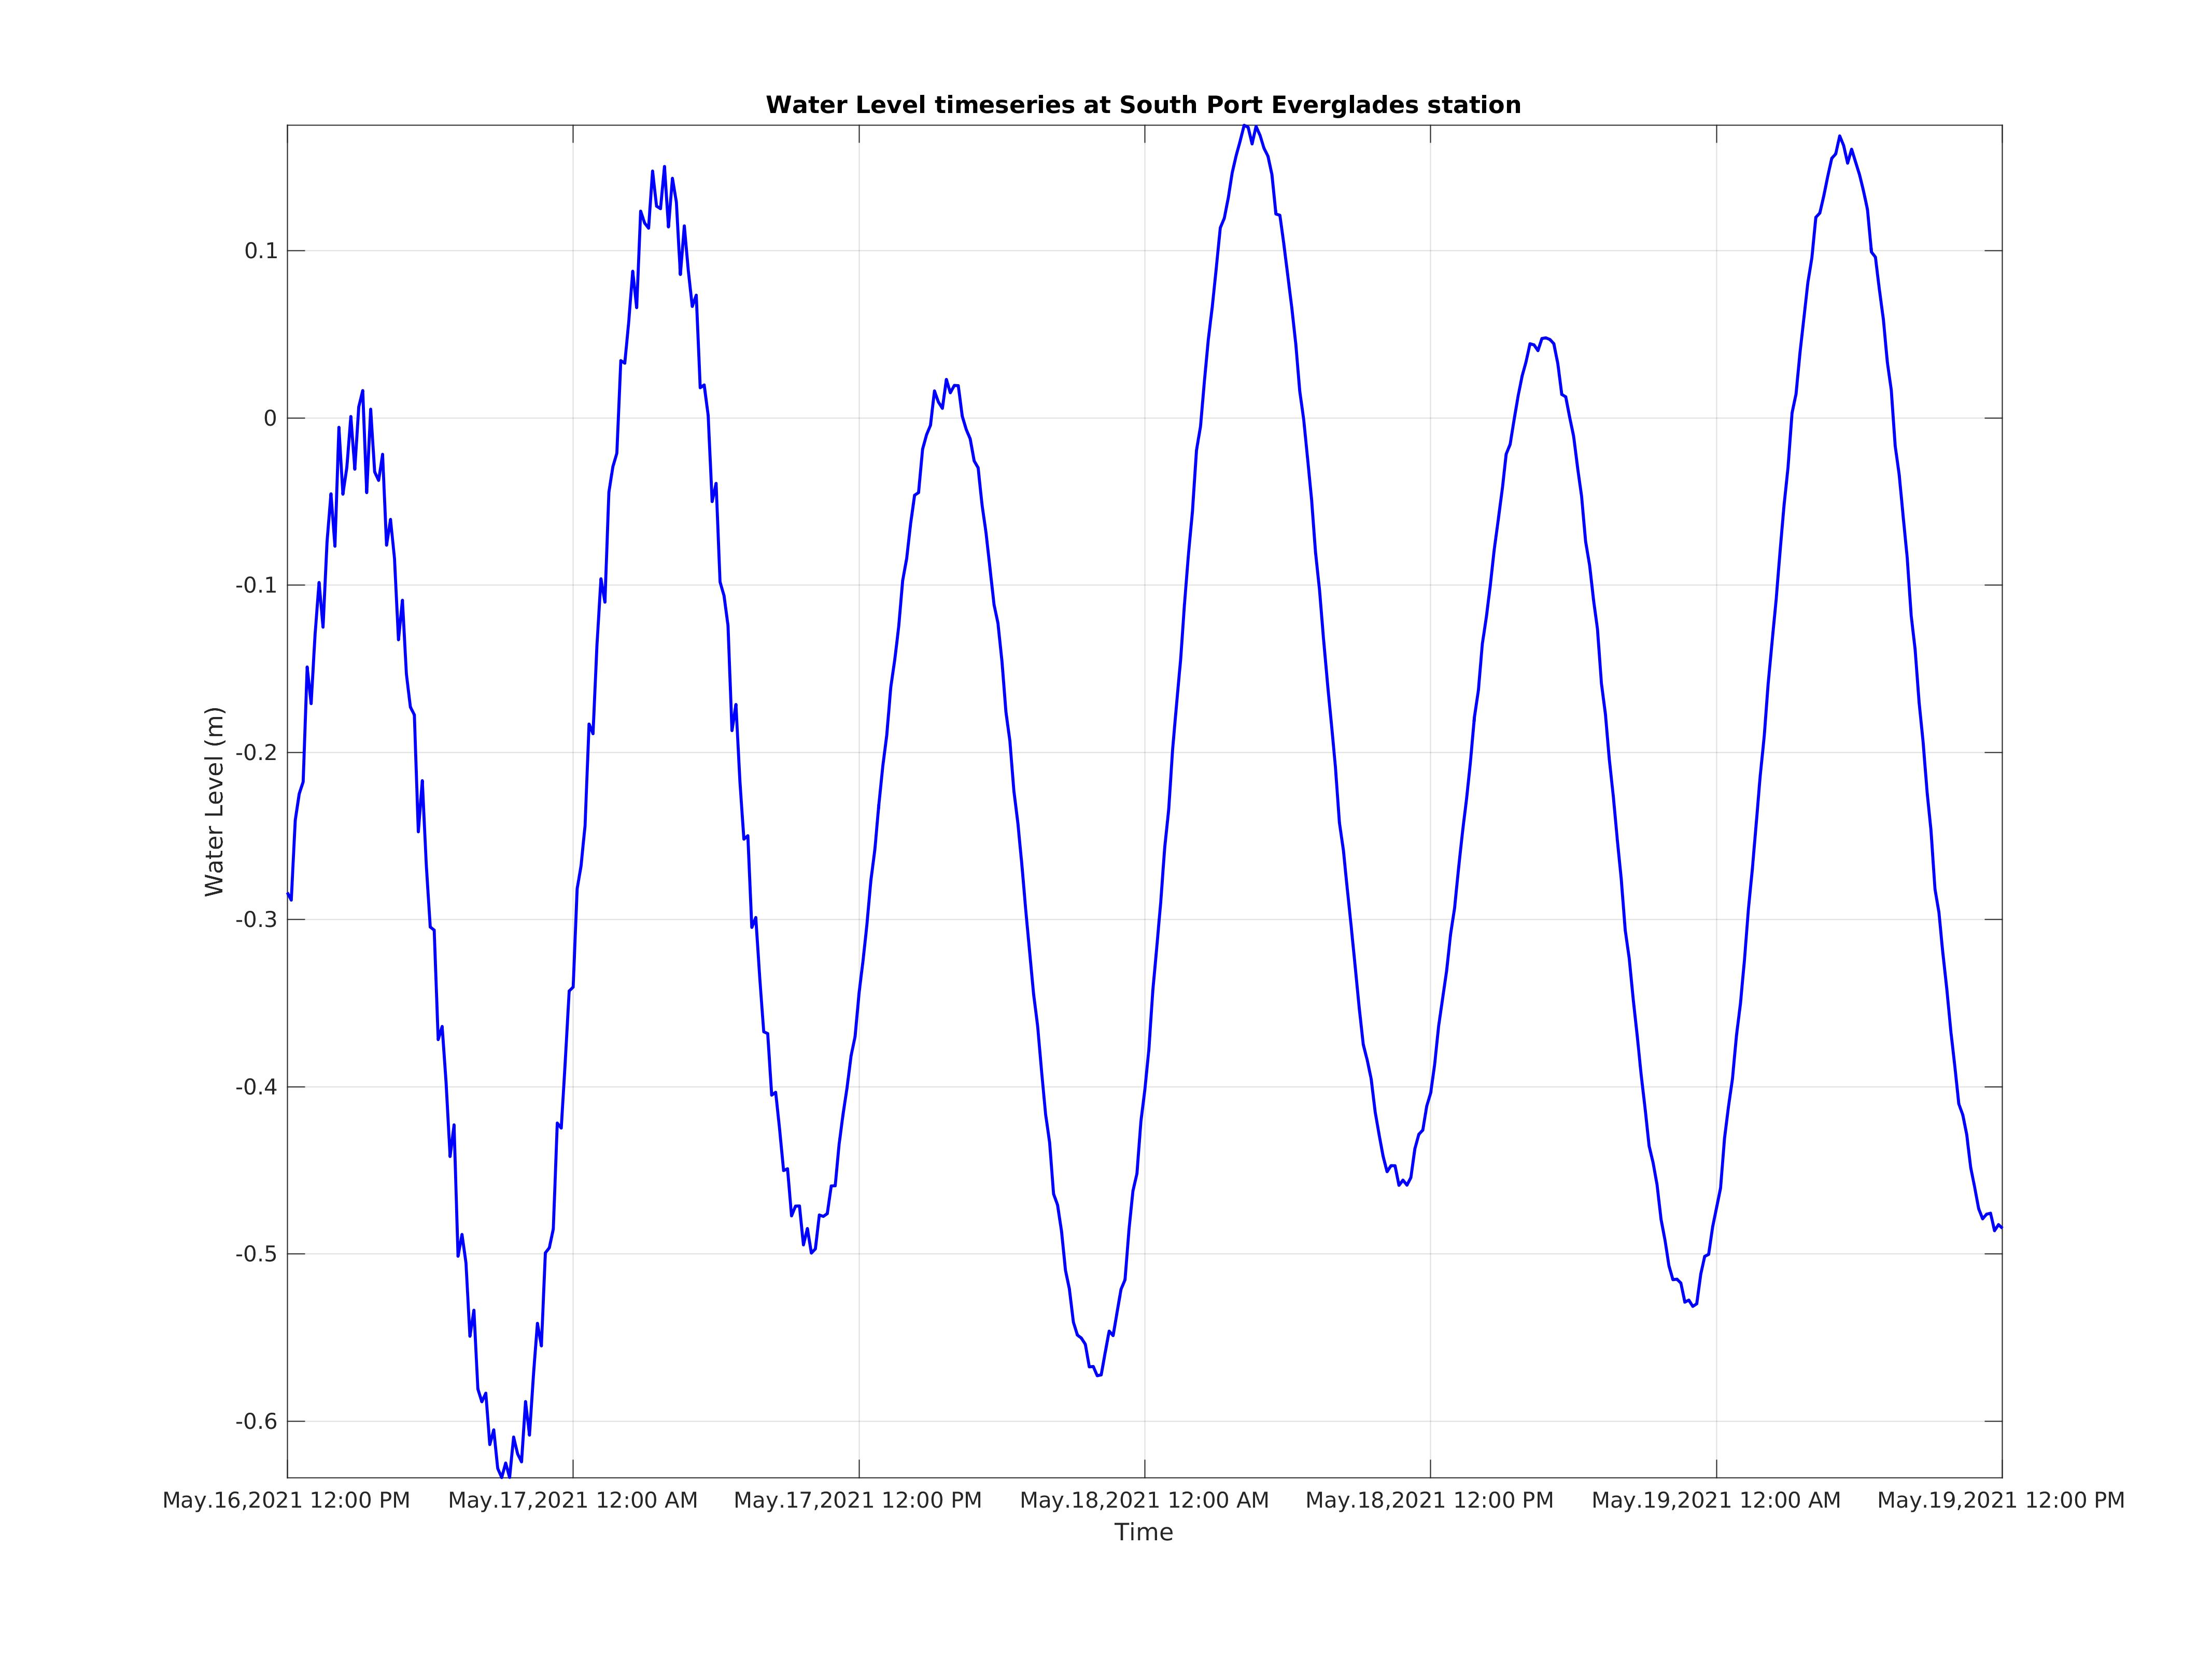 Water Level timeseries at South Port Everglades station
0.1
0
-0.1
-0.2
-0.3
-0.4
-0.5
-0.6
Water Level (m)
May.16,2021 12:00 PM
May.17,2021 12:00 AM
May.17,2021 12:00 PM
May.18,2021 12:00 AM
May.18,2021 12:00 PM
May.19,2021 12:00 AM
May.19,2021 12:00 PM
Time